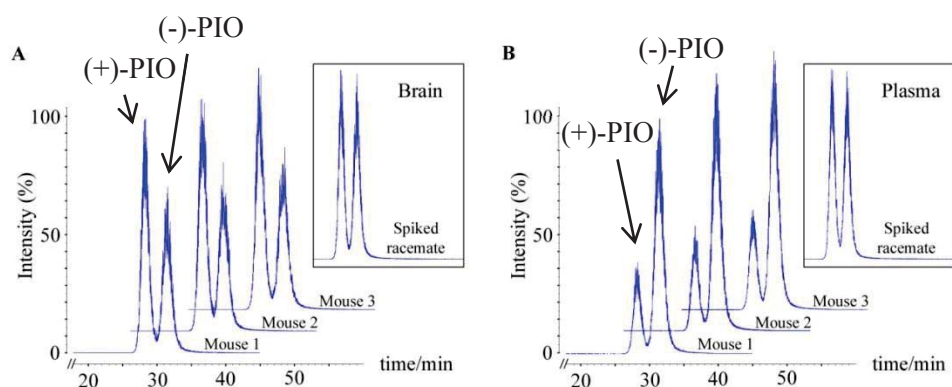 A
(-)-PIO
(+)-PIO
Brain
Spiked
racemate
Intensity (%)
100
50
0
Mouse 3
Mouse 2
Mouse 1
//
20
30
40
50
//
time/min
B
(-)-PIO
(+)-PIO
Plasma
Spiked
racemate
Intensity (%)
100
50
0
Mouse 3
Mouse 2
Mouse 1
//
20
30
40
50
//
time/min